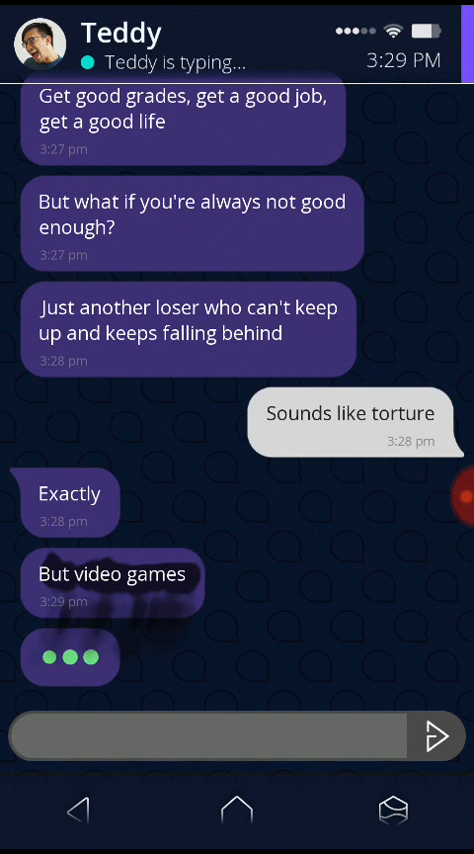 Teddy
Teddy is typing...
3:29 PM
Get good grades, get a good job,
get a good life
3:27 pm
But what if you're always not good
enough?
3:27 pm
Just another loser who can't keep
up and keeps falling behind
3:28 pm
Sounds like torture
3:28 pm
Exactly
3:28 pm
But video games
3:29 pm